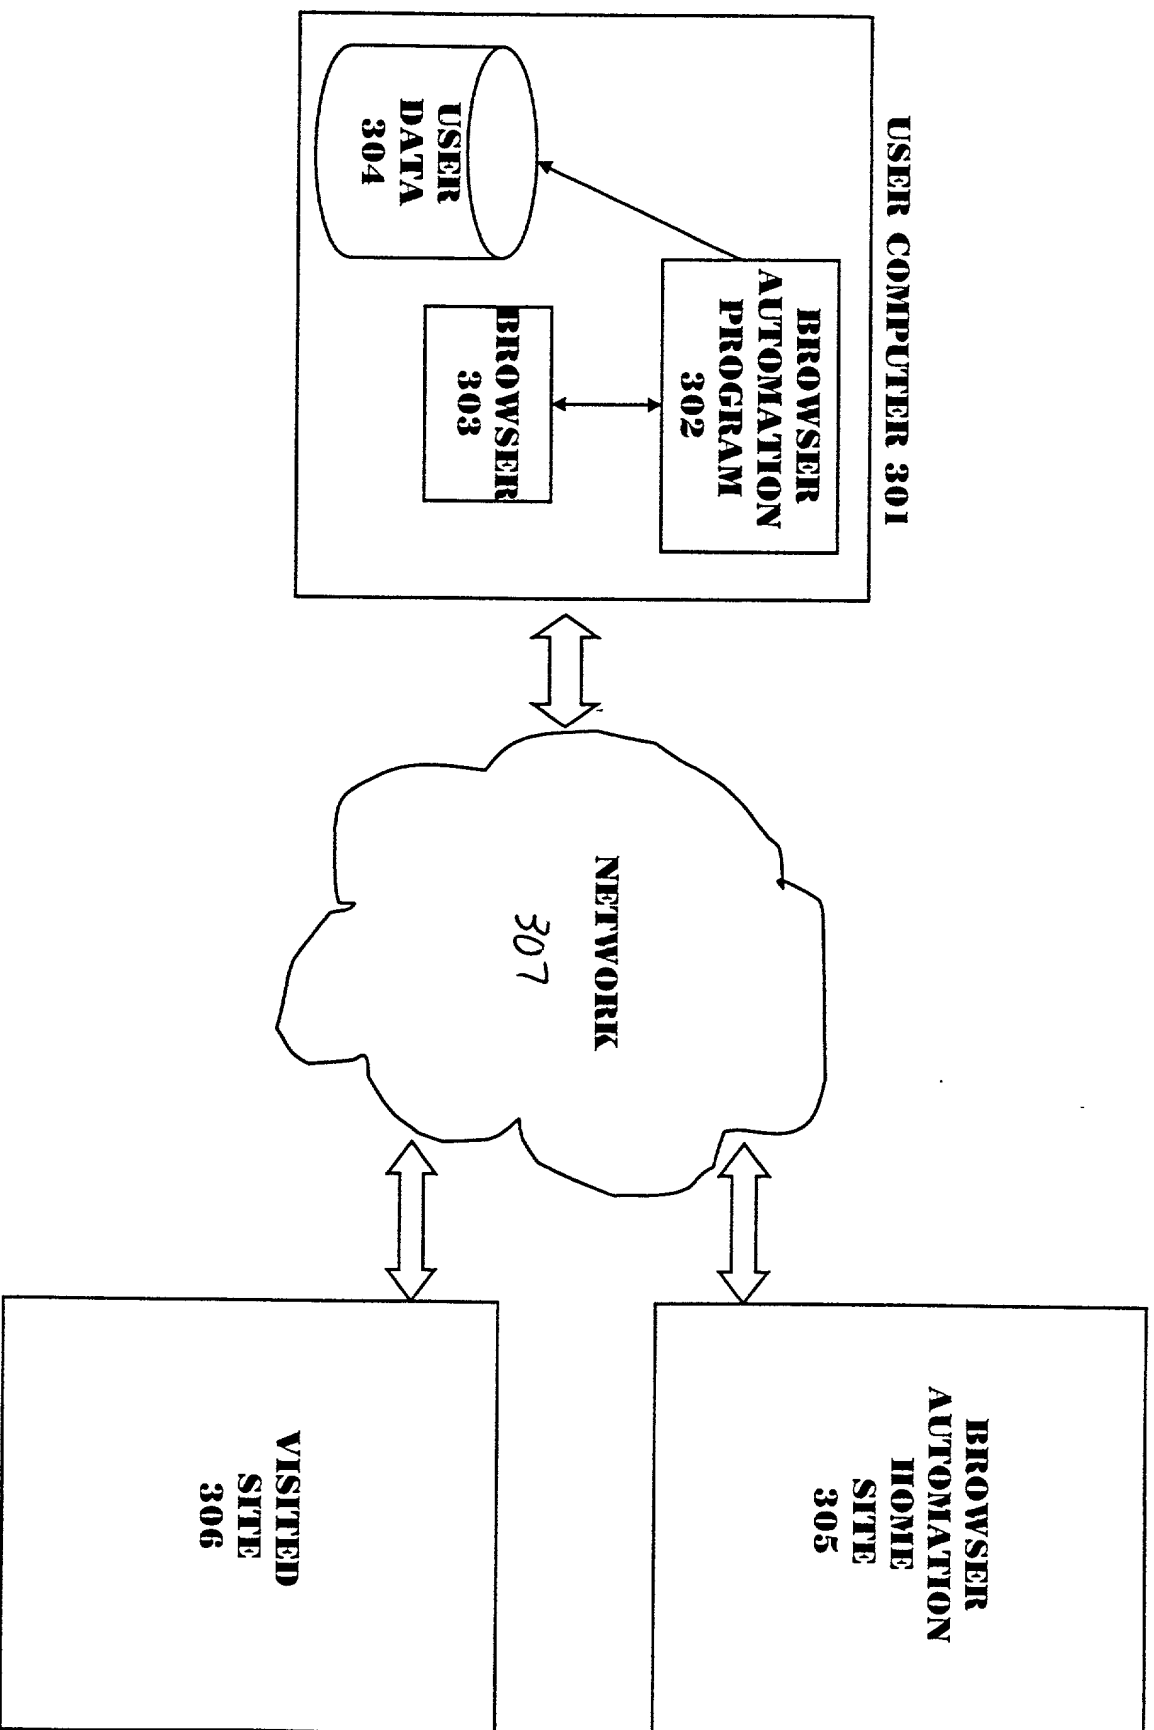 USER COMPUTER 301
BROWSER
AUTOMATION
PROGRAM
302
BROWSER
303
USER
DATA
304
NETWORK
307
BROWSER
AUTOMATION
HOME
SITE
305
VISITED
SITE
306